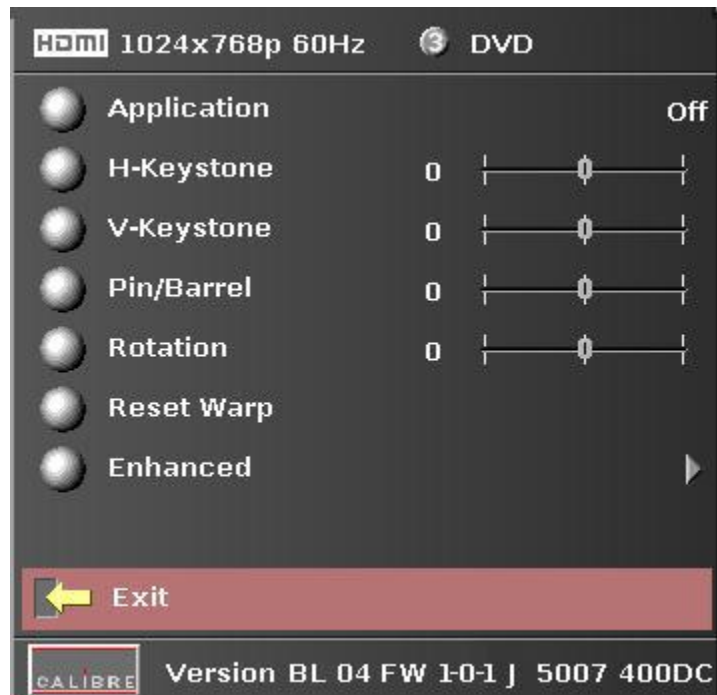 HDMI 1024x768p 60Hz 3 DVD
Application Off
H-Keystone 0
V-Keystone 0
Pin/Barrel 0
Rotation 0
Reset Warp
Enhanced
Exit
CALIBRE Version BL 04 FW 1-0-1 J 5007 400DC